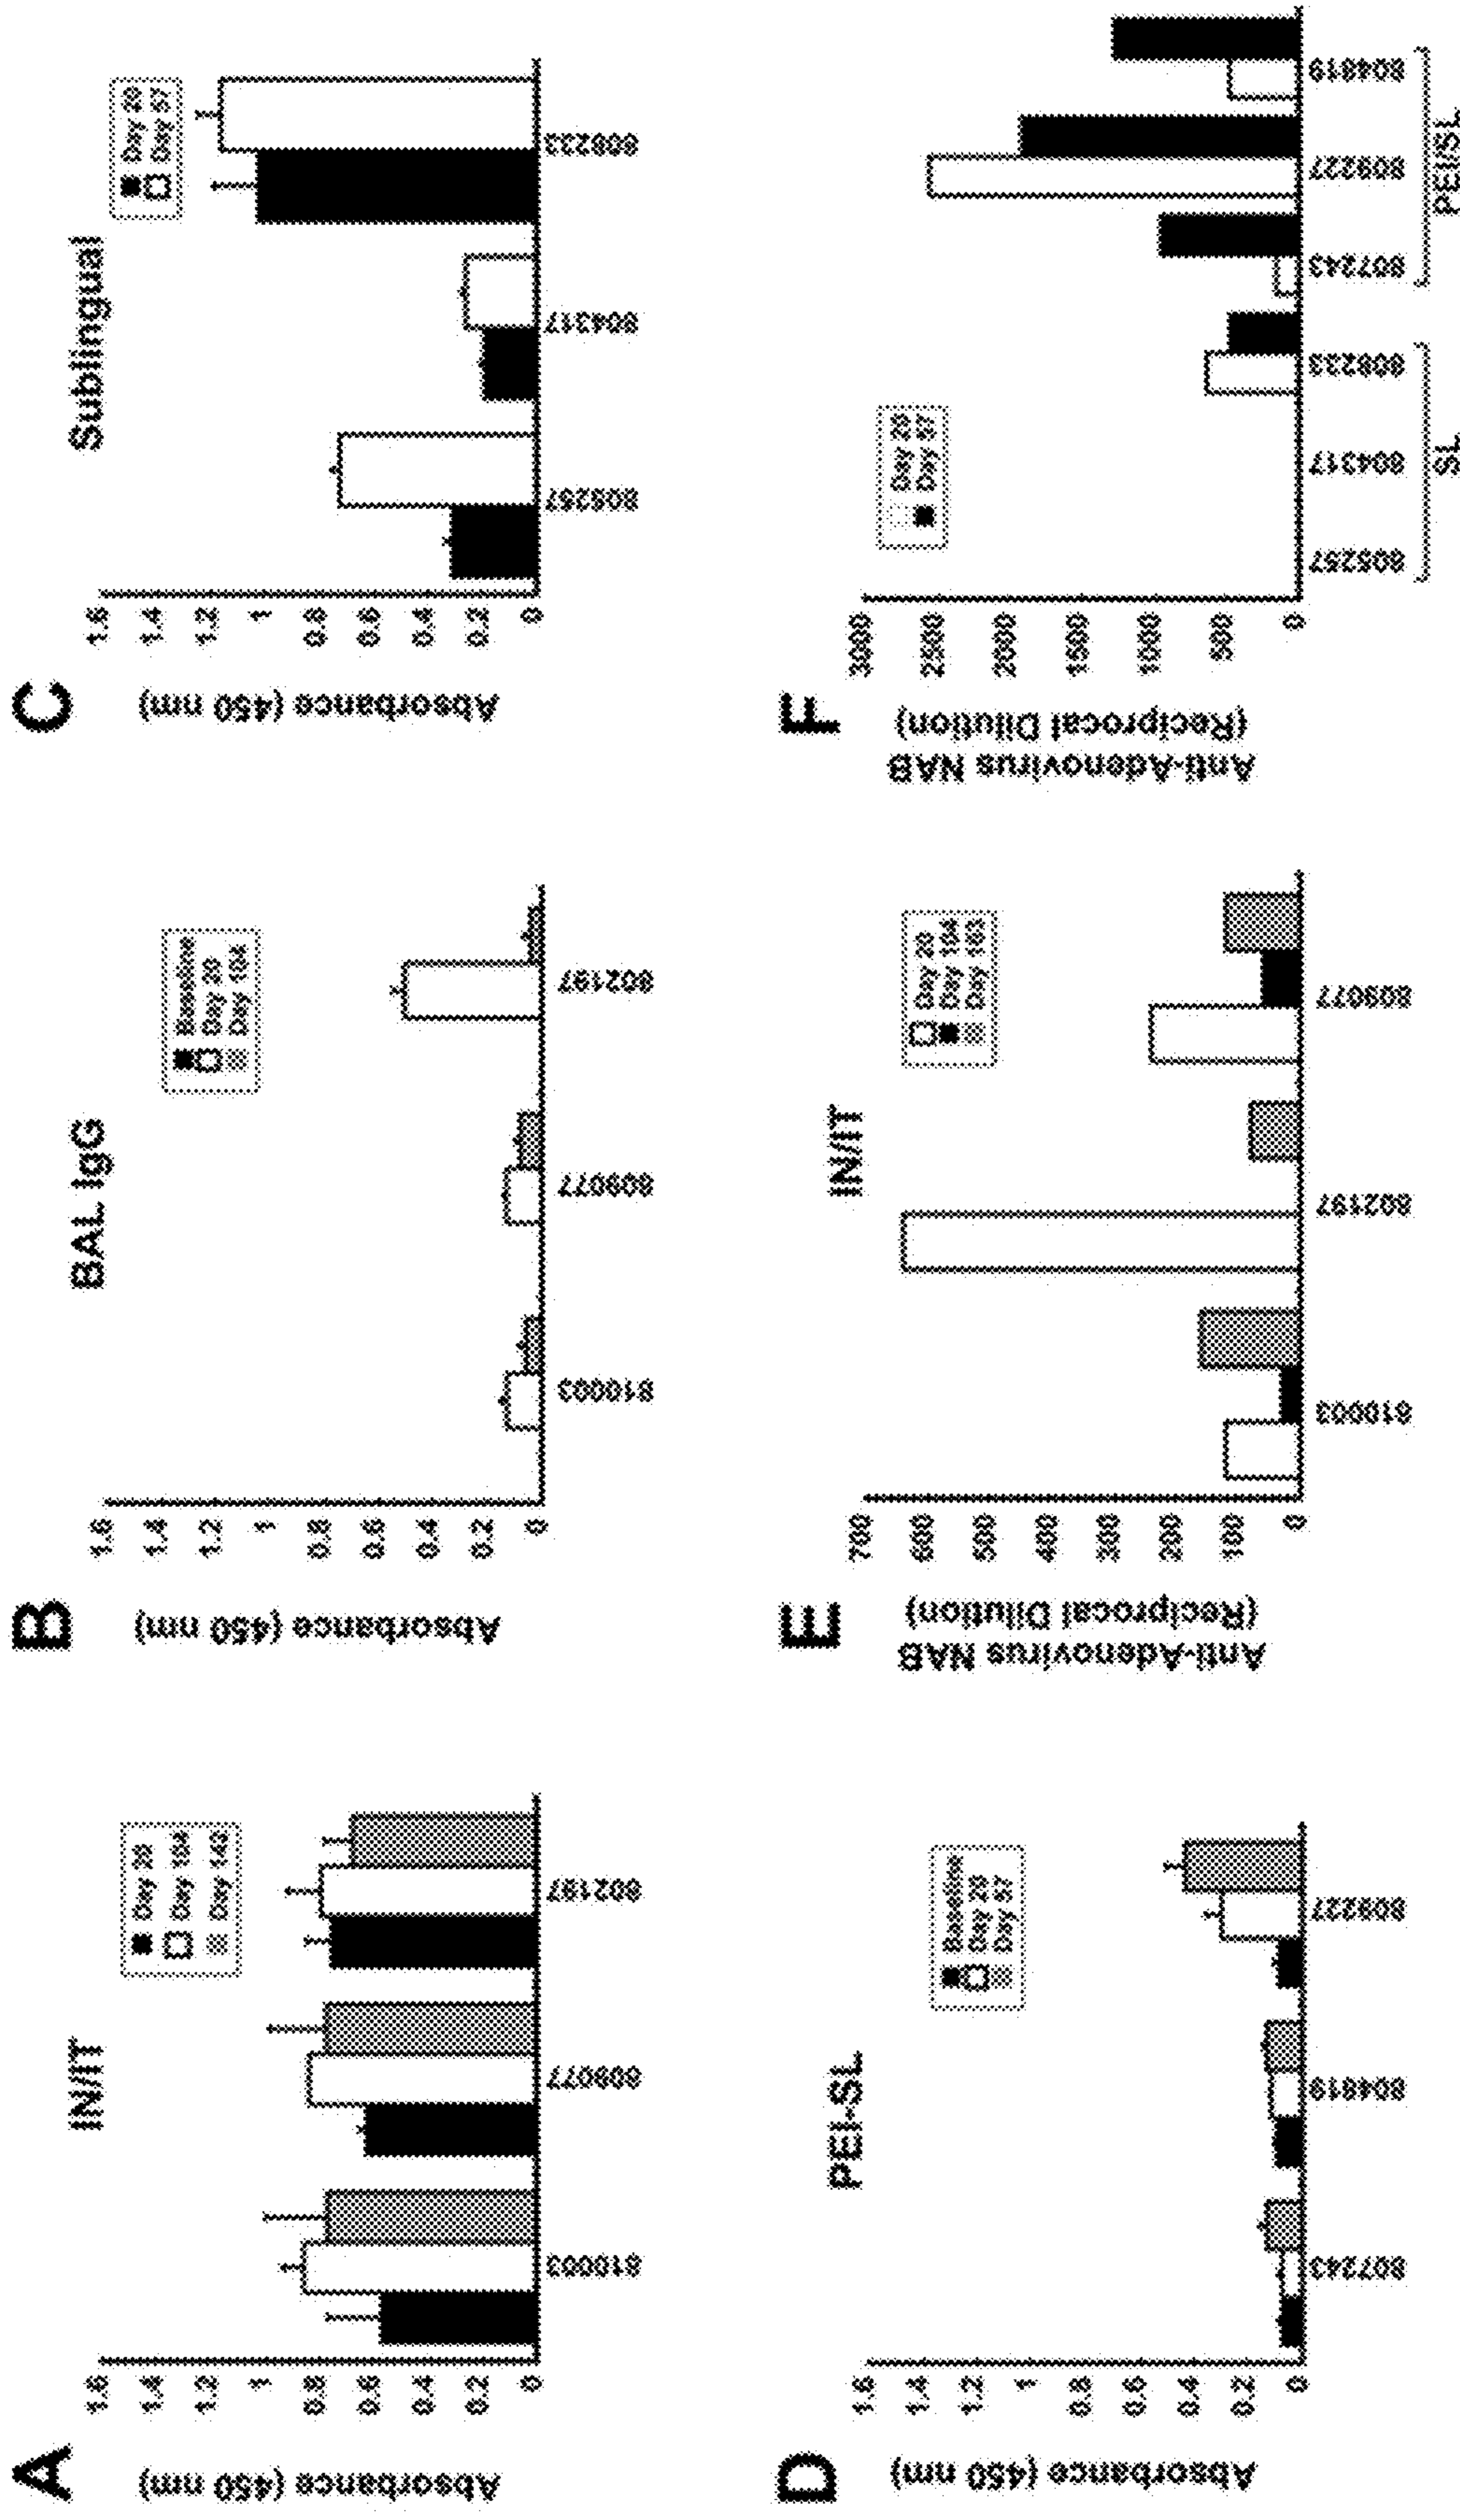 A
IN/IT
Absorbance (450 nm)
1.6
1.4
1.2
1
0.8
0.6
0.4
0.2
0
Day 20
Day 104
Day 143
810003
809077
802197
B
BAL IgG
Absorbance (450 nm)
1.6
1.4
1.2
1
0.8
0.6
0.4
0.2
0
Baseline
Day 20
Day 104
810003
809077
802197
C
Sublingual
Absorbance (450 nm)
1.6
1.4
1.2
1
0.8
0.6
0.4
0.2
0
Day 20
Day 57
805257
804317
808233
D
PEI-SL
Absorbance (450 nm)
1.6
1.4
1.2
1
0.8
0.6
0.4
0.2
0
Baseline
Day 20
Day 57
807243
804819
809227
E
IN/IT
Anti-Adenovirus NAB
(Reciprocal Dilution)
700
600
500
400
300
200
100
0
Day 20
Day 104
Day 163
810003
802197
809077
F
Anti-Adenovirus NAB
(Reciprocal Dilution)
3000
2500
2000
1500
1000
500
0
Day 20
Day 57
805257
804317
808233
807243
809227
804819
SL
PEI/SL